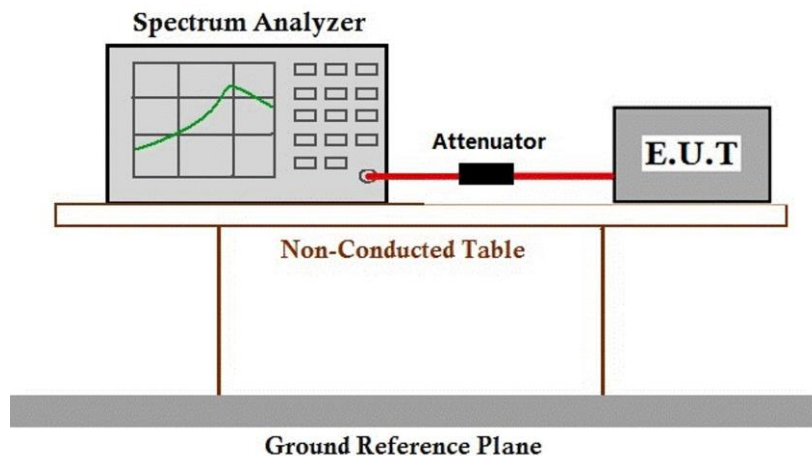 Spectrum Analyzer
Attenuator
E.U.T
Non-Conducted Table
Ground Reference Plane